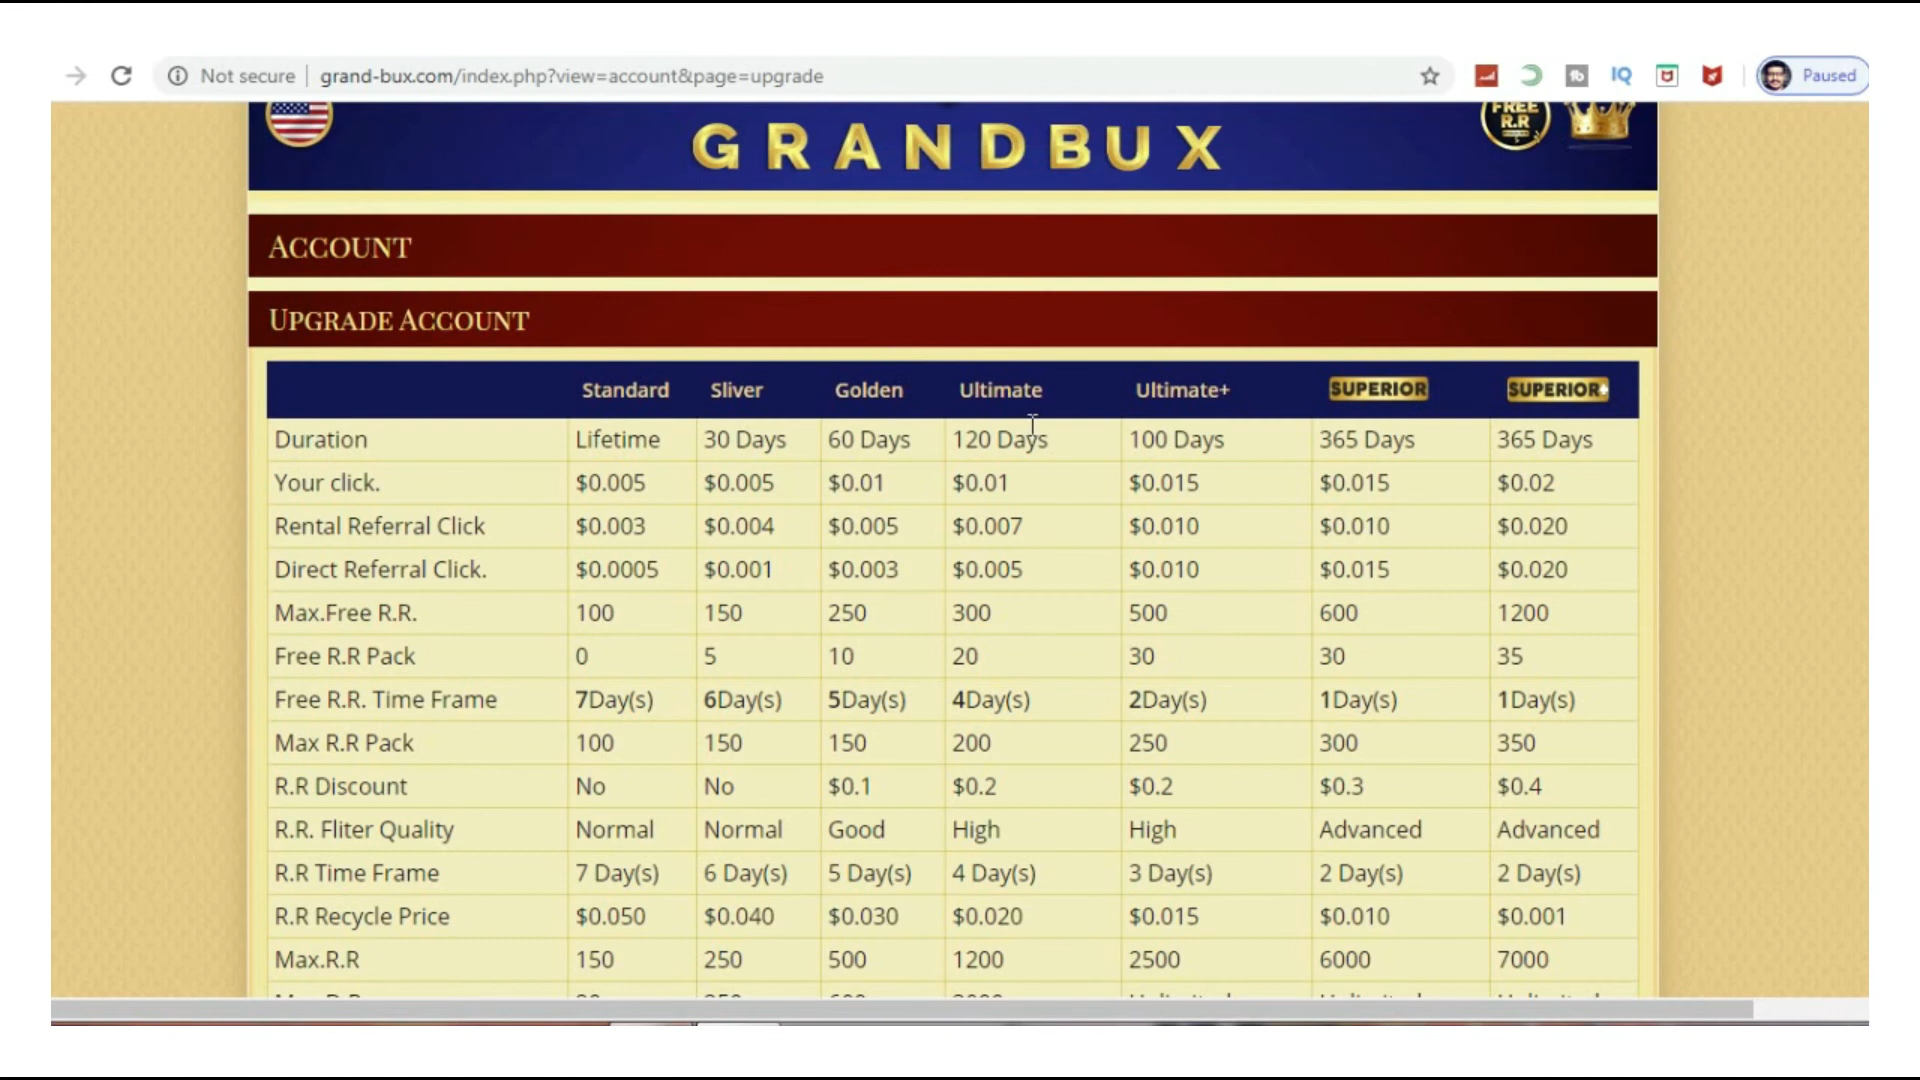 Not secure | grand-bux.com/index.php?view=account&page=upgrade IQ Paused
FREE
R.R
GRANDBUX
ACCOUNT
UPGRADE ACCOUNT
Standard Sliver Golden Ultimate Ultimate+ SUPERIOR SUPERIOR+
Duration Lifetime 30 Days 60 Days 120 Days 100 Days 365 Days 365 Days
Your click. $0.005 $0.005 $0.01 $0.01 $0.015 $0.015 $0.02
Rental Referral Click $0.003 $0.004 $0.005 $0.007 $0.010 $0.010 $0.020
Direct Referral Click. $0.0005 $0.001 $0.003 $0.005 $0.010 $0.015 $0.020
Max.Free R.R. 100 150 250 300 500 600 1200
Free R.R Pack 0 5 10 20 30 30 35
Free R.R. Time Frame 7Day(s) 6Day(s) 5Day(s) 4Day(s) 2Day(s) 1Day(s) 1Day(s)
Max R.R Pack 100 150 150 200 250 300 350
R.R Discount No No $0.1 $0.2 $0.2 $0.3 $0.4
R.R. Fliter Quality Normal Normal Good High High Advanced Advanced
R.R Time Frame 7 Day(s) 6 Day(s) 5 Day(s) 4 Day(s) 3 Day(s) 2 Day(s) 2 Day(s)
R.R Recycle Price $0.050 $0.040 $0.030 $0.020 $0.015 $0.010 $0.001
Max.R.R 150 250 500 1200 2500 6000 7000